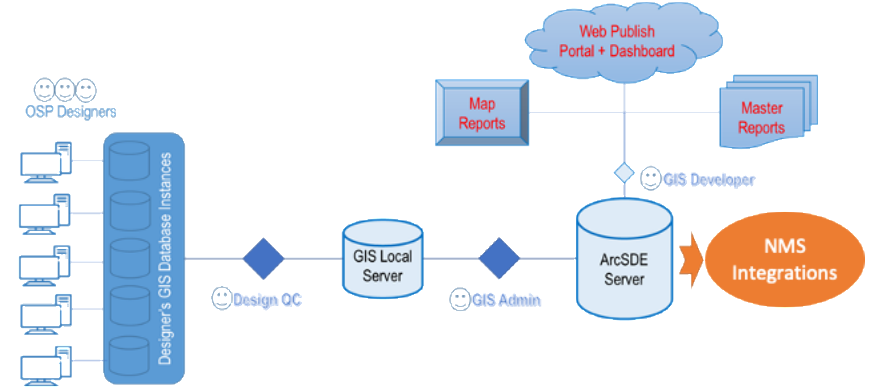 Web Publish
Portal + Dashboard
OSP Designers
Map
Reports
Master
Reports
GIS Developer
Designer's GIS Database Instances
GIS Local
Server
ArcSDE
Server
NMS
Integrations
Design QC
GIS Admin